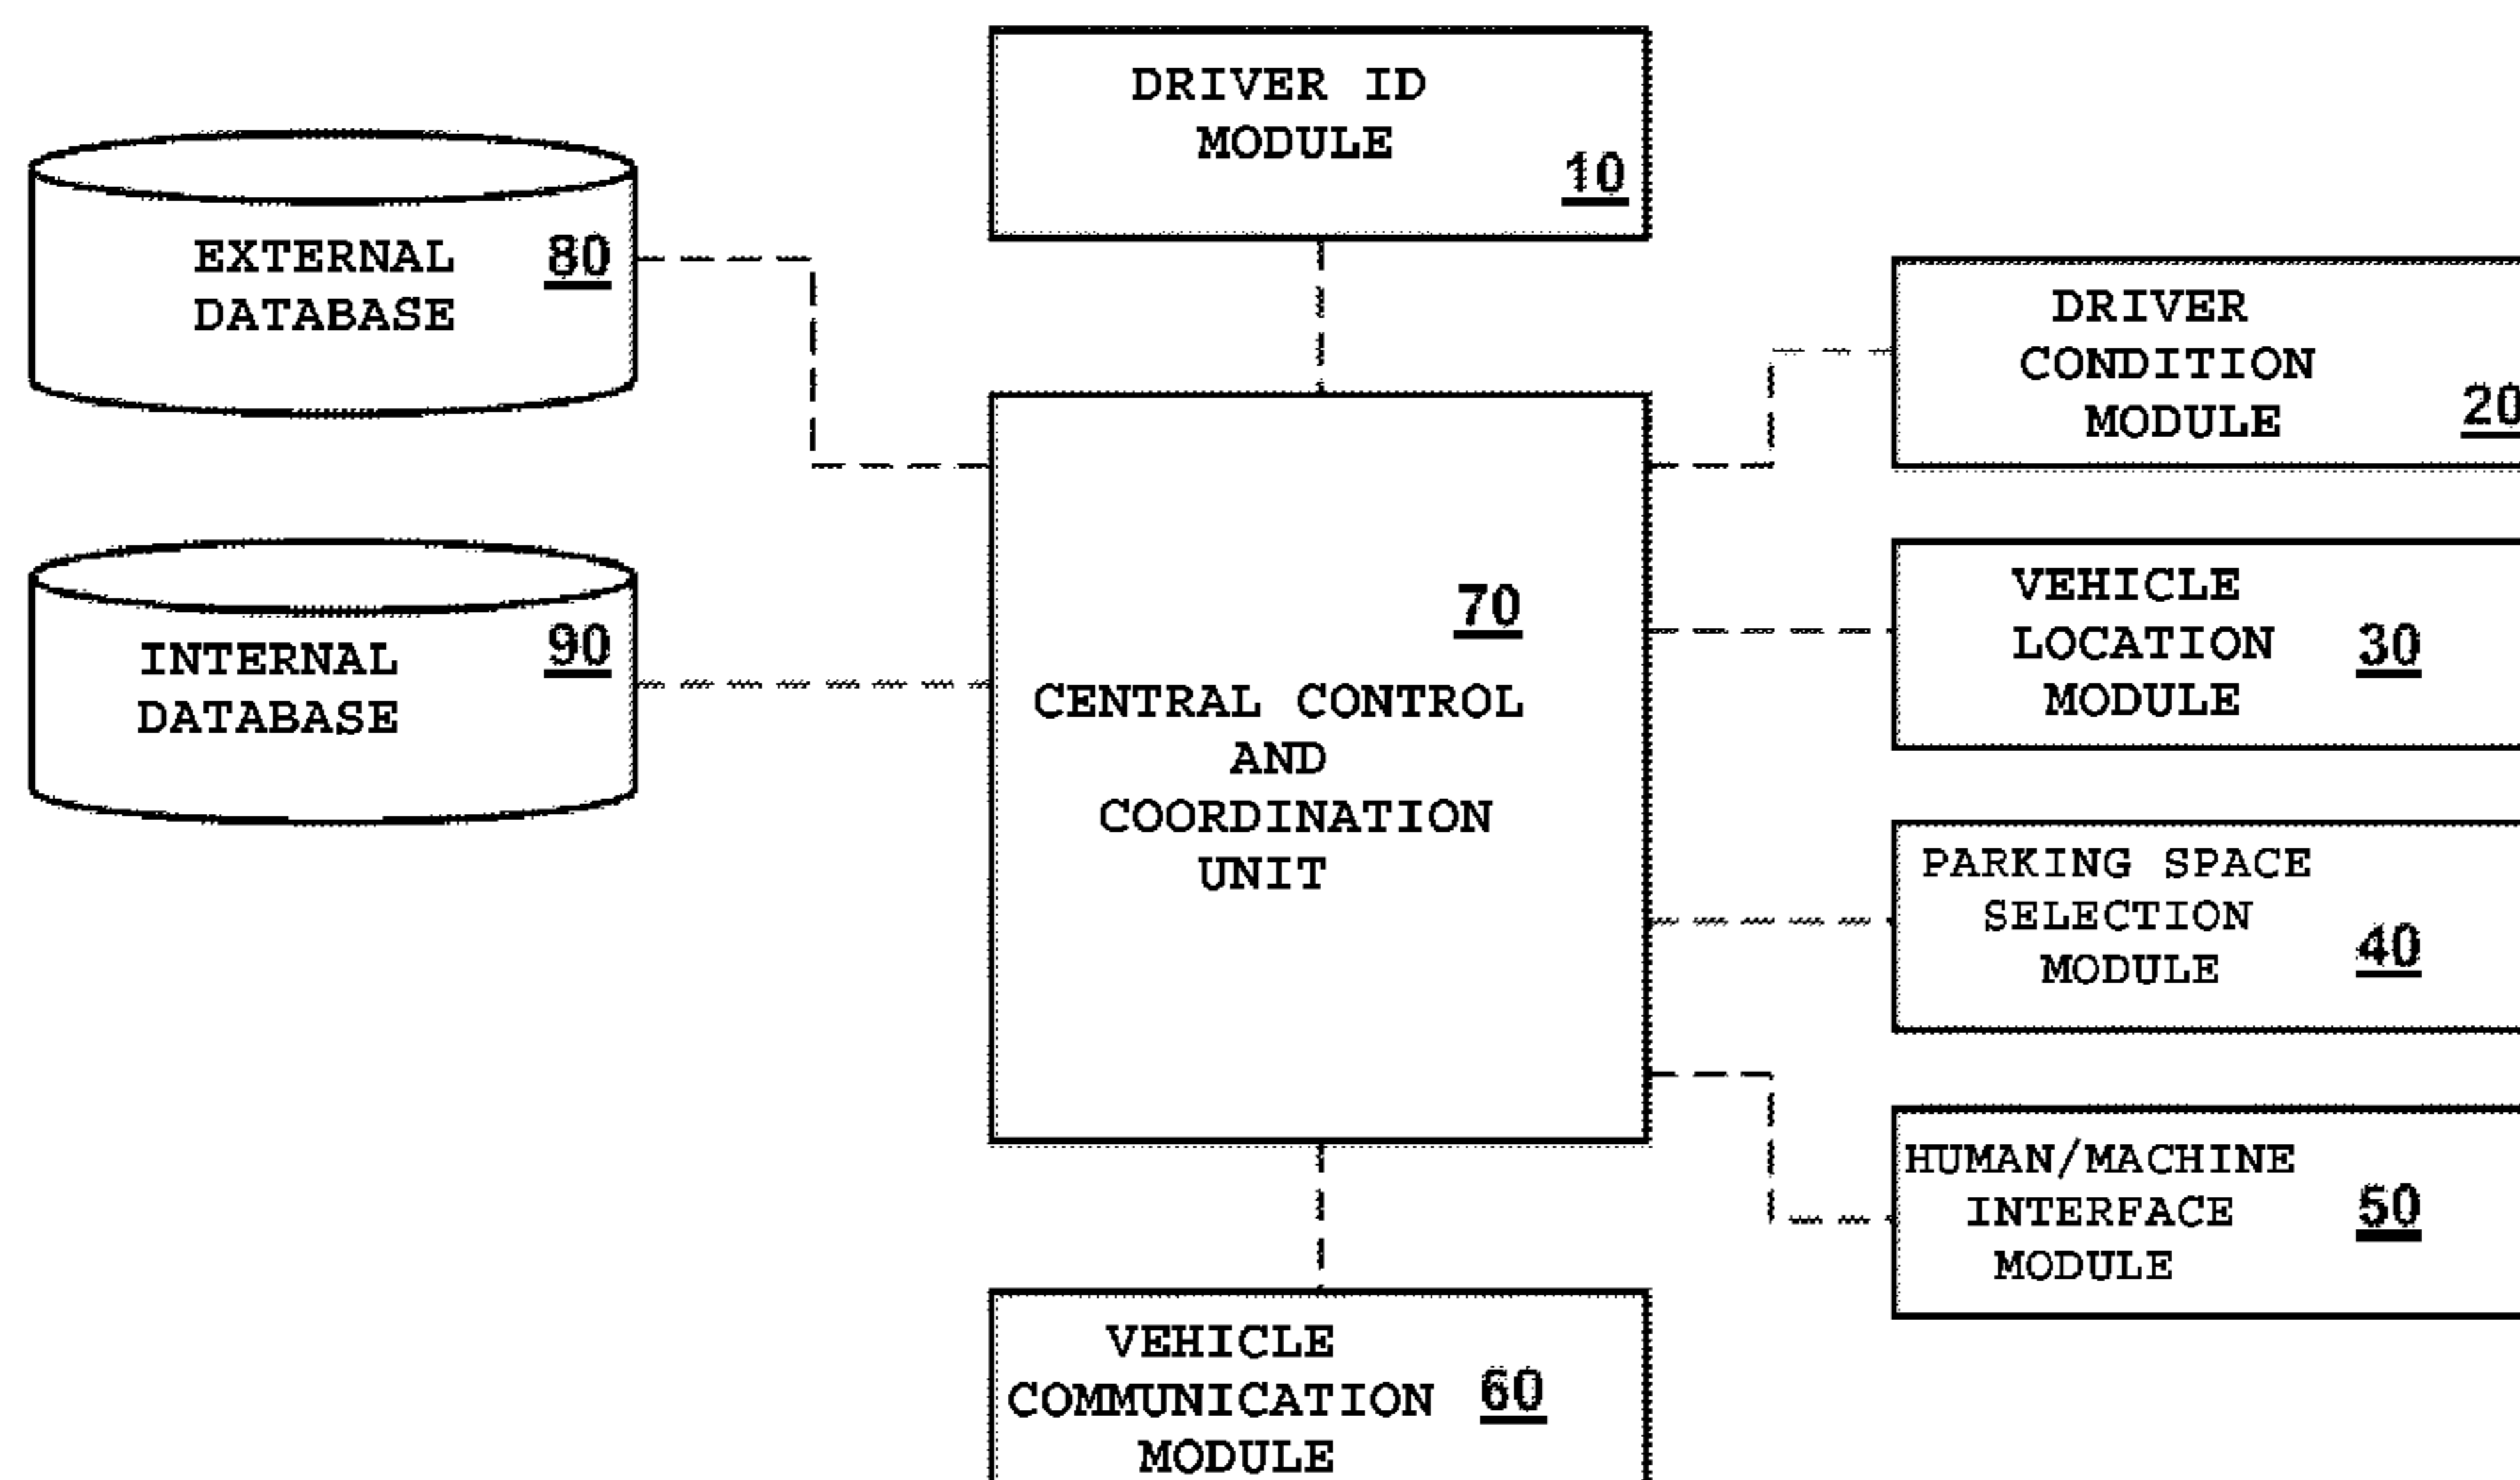 DRIVER ID
MODULE
10
EXTERNAL
DATABASE
80
DRIVER
CONDITION
MODULE
20
INTERNAL
DATABASE
90
70
CENTRAL CONTROL
AND
COORDINATION
UNIT
VEHICLE
LOCATION
MODULE
30
PARKING SPACE
SELECTION
MODULE
40
HUMAN/MACHINE
INTERFACE
MODULE
50
VEHICLE
COMMUNICATION
MODULE
60